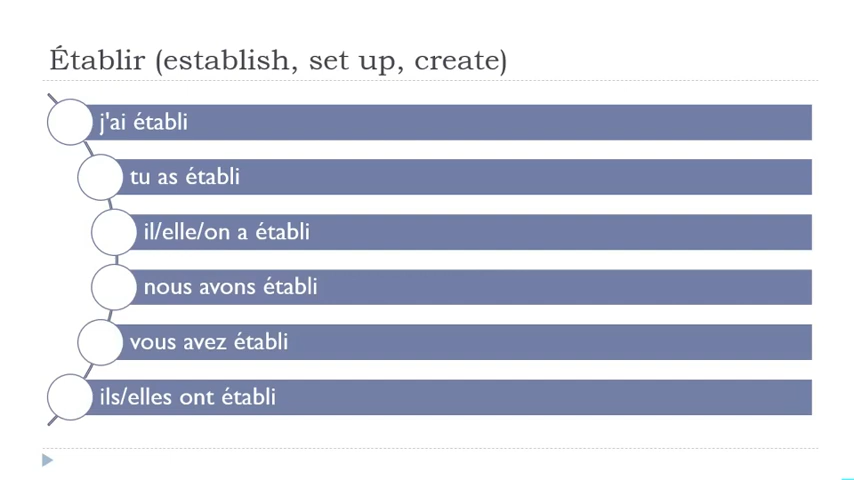 Établir (establish, set up, create)
j'ai établi
tu as établi
il/elle/on a établi
nous avons établi
vous avez établi
ils/elles ont établi